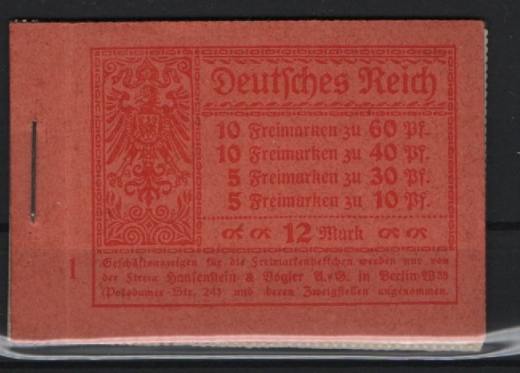 Deutsches Reich
10 Freimarken zu 60 Pf.
10 Freimarken zu 40 Pf.
5 Freimarken zu 30 Pf.
5 Freimarken zu 10 Pf.
12 Mark
1
Geschäftsanzeigen für die Freimarkenheftchen werden nur von
der Firma Haasenstein & Vogler A.-G. in Berlin W 35
(Potsdamer Str. 24) und deren Zweigstellen angenommen.